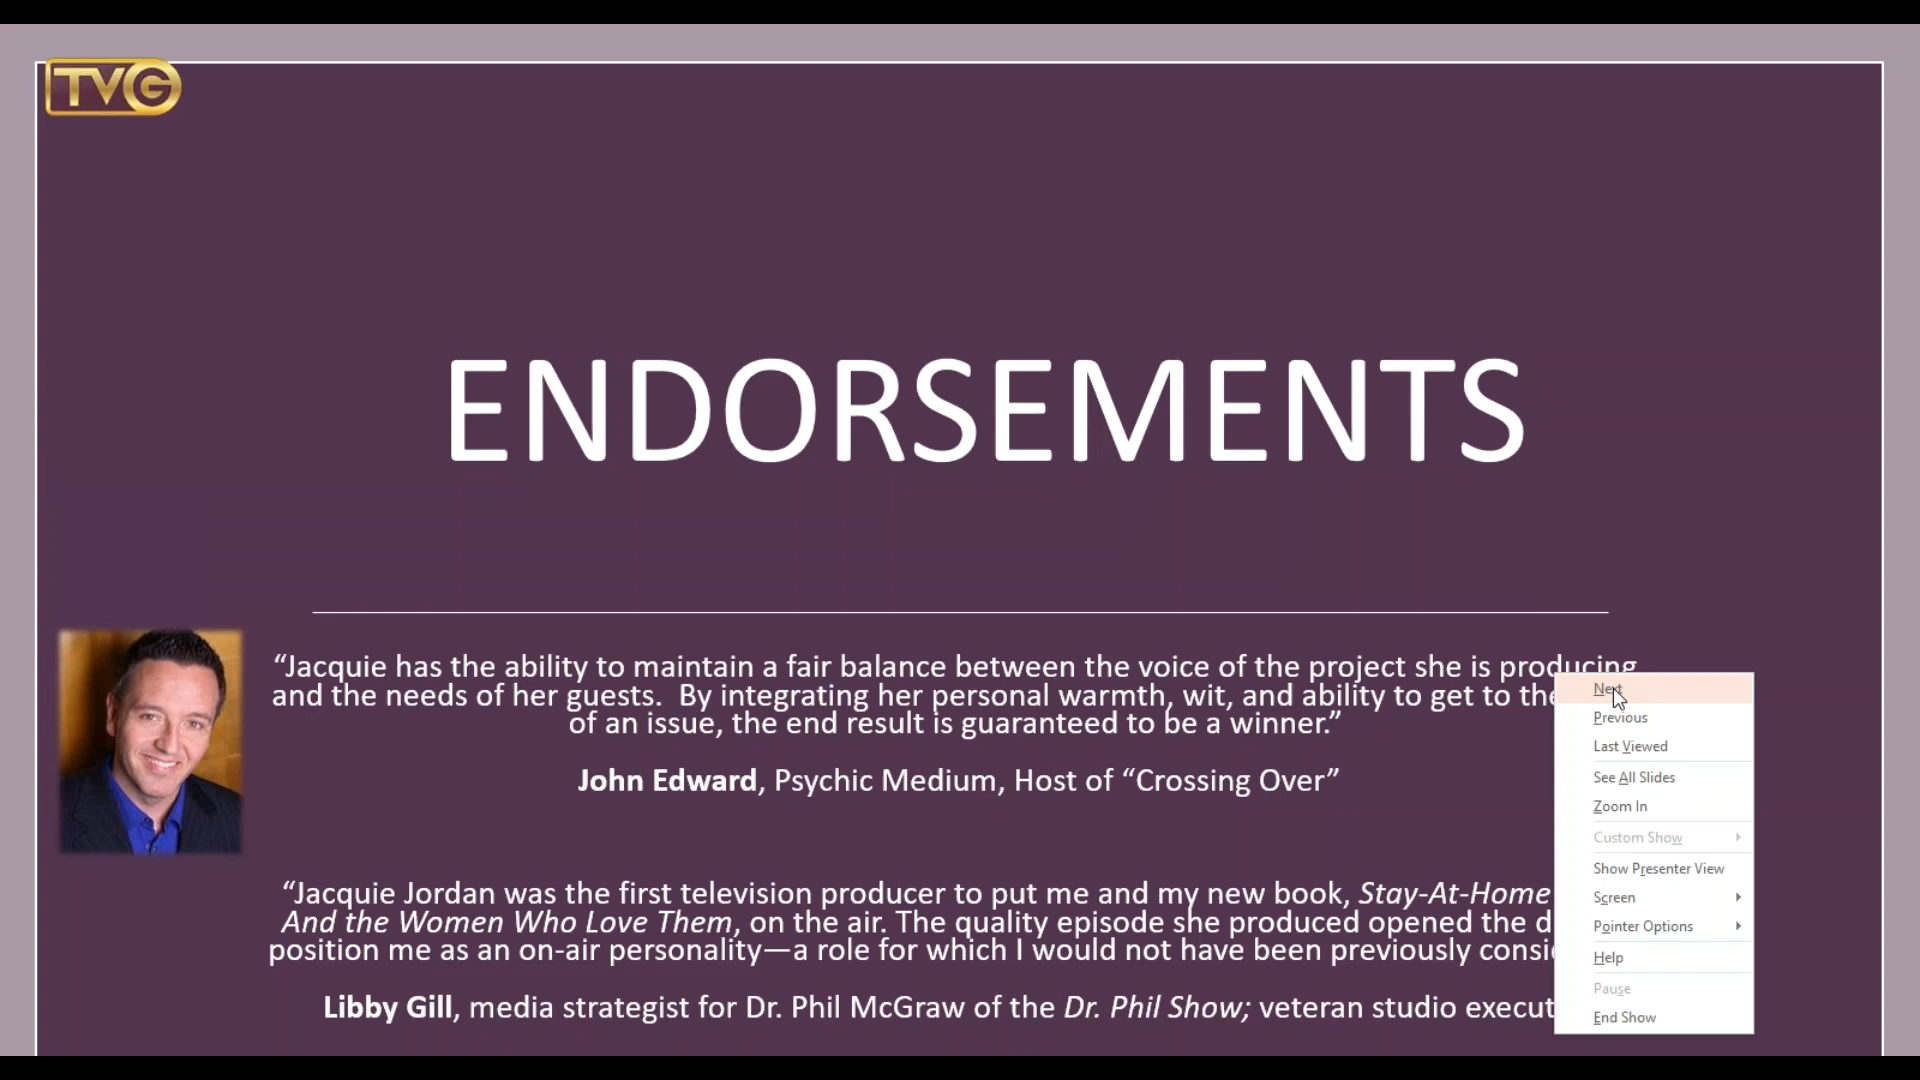 TVG
ENDORSEMENTS
“Jacquie has the ability to maintain a fair balance between the voice of the project she is producing
and the needs of her guests.  By integrating her personal warmth, wit, and ability to get to the
of an issue, the end result is guaranteed to be a winner.”
John Edward, Psychic Medium, Host of “Crossing Over”
“Jacquie Jordan was the first television producer to put me and my new book, Stay-At-Home
And the Women Who Love Them, on the air. The quality episode she produced opened the
position me as an on-air personality—a role for which I would not have been previously
Libby Gill, media strategist for Dr. Phil McGraw of the Dr. Phil Show; veteran studio
Next
Previous
Last Viewed
See All Slides
Zoom In
Custom Show
Show Presenter View
Screen
Pointer Options
Help
Pause
End Show